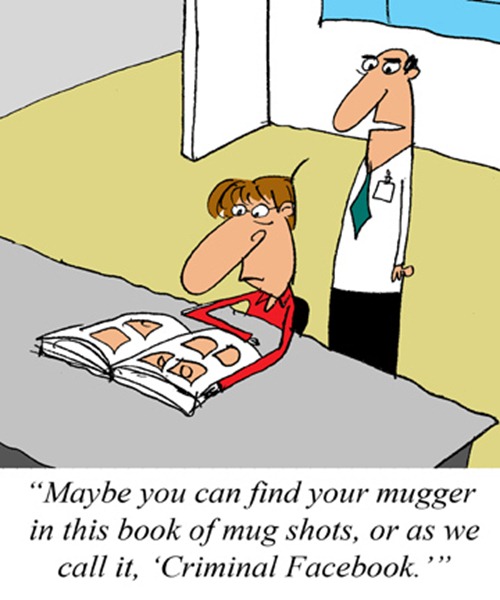 “Maybe you can find your mugger
in this book of mug shots, or as we
call it, ‘Criminal Facebook.’”